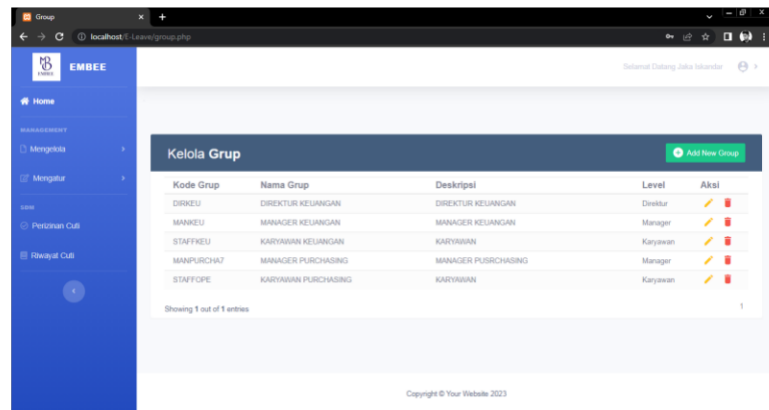 Group
localhost/E-Leave/group.php
EMBEE
EMBEE
Selamat Datang Jaka Iskandar
Home
MANAGEMENT
Mengelola
Mengatur
SDM
Perizinan Cuti
Riwayat Cuti
Kelola Grup
Add New Group
Kode Grup Nama Grup Deskripsi Level Aksi
DIRKEU DIREKTUR KEUANGAN DIREKTUR KEUANGAN Direktur
MANKEU MANAGER KEUANGAN MANAGER KEUANGAN Manager
STAFFKEU KARYAWAN KEUANGAN KARYAWAN Karyawan
MANPURCHA7 MANAGER PURCHASING MANAGER PUSRCHASING Manager
STAFFOPE KARYAWAN PURCHASING KARYAWAN Karyawan
Showing 1 out of 1 entries
1
Copyright © Your Website 2023